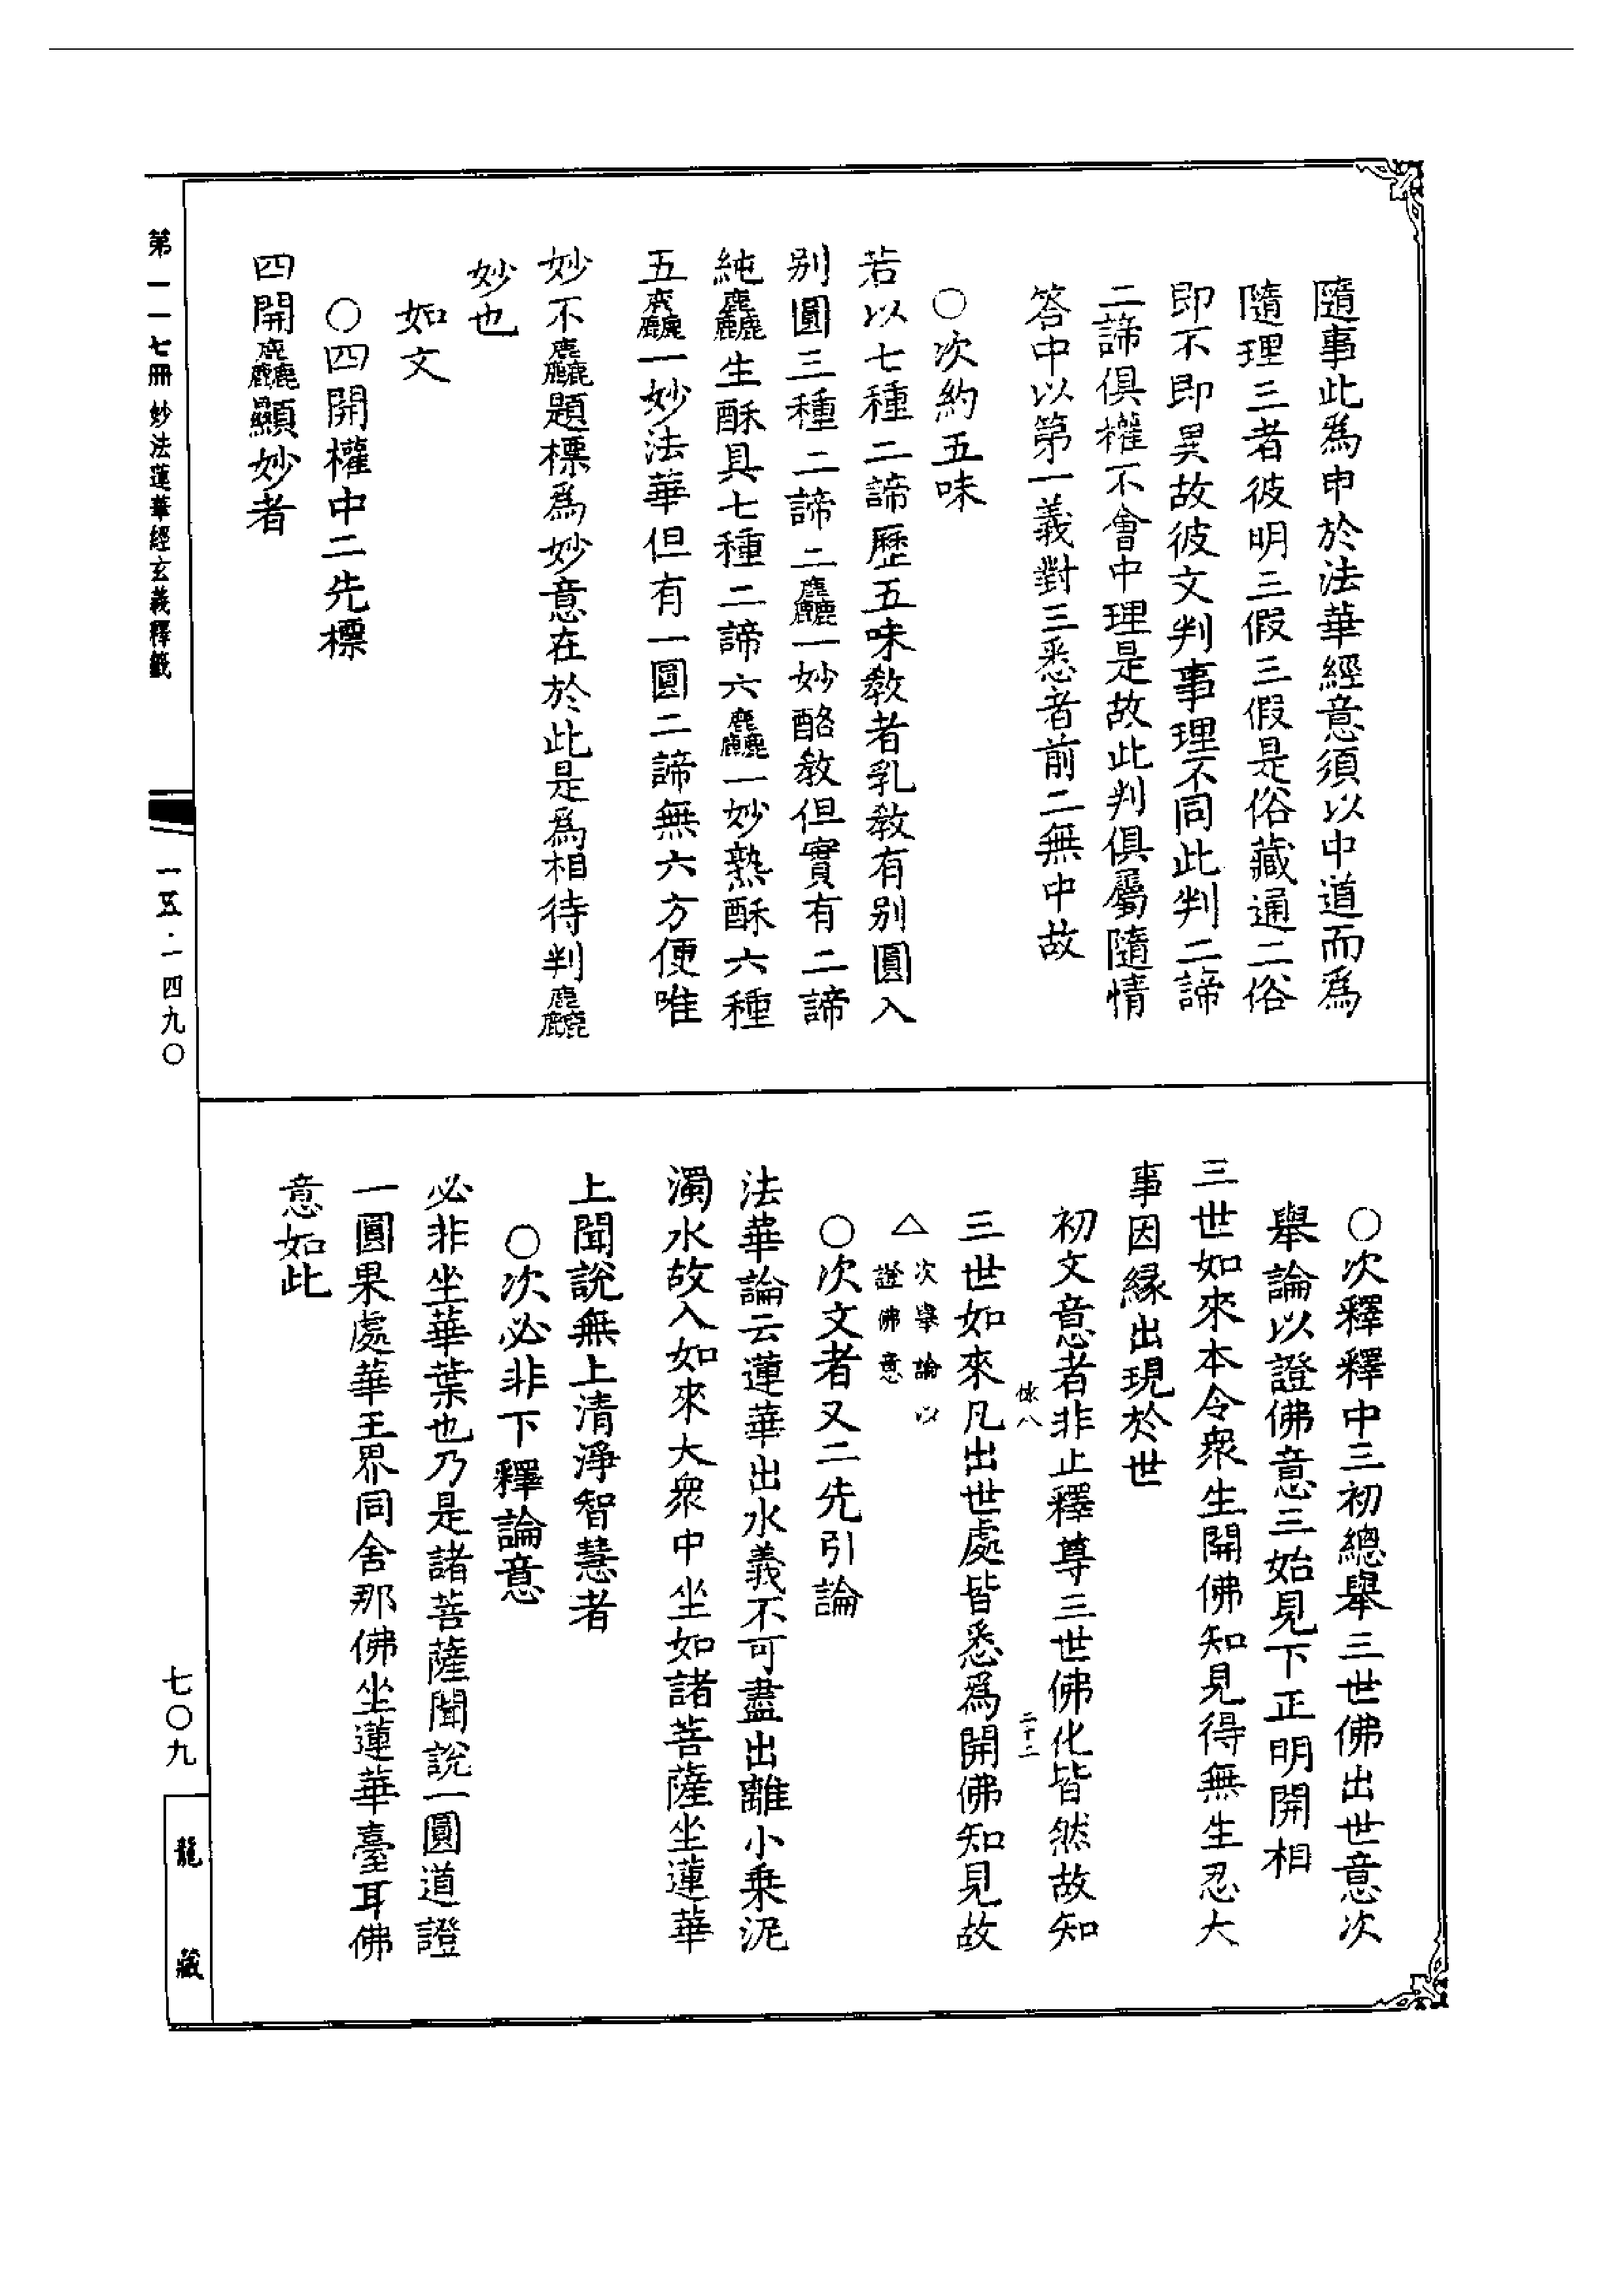 隨事此為申於法華經意須以中道而為
隨理三者彼明三假三假是俗藏通二俗
即不即異故彼文判事理不同此判二諦
二諦俱權不會中理是故此判俱屬隨情
答中以第一義對三悉者前二無中故
○次約五味
若以七種二諦歷五味教者乳教有別圓入
別圓三種二諦二麤一妙酪教但實有二諦
純麤生酥具七種二諦六麤一妙熟酥六種
五麤一妙法華但有一圓二諦無六方便唯
妙不麤題標為妙意在於此是為相待判麤
妙也
如文
○四開權中二先標
四開麤顯妙者
○次釋釋中三初總舉三世佛出世意次
舉論以證佛意三始見下正明開相
三世如來本令衆生開佛知見得無生忍大
事因緣出現於世
初文意者非止釋尊三世佛化皆然故知
二十二
三世如來凡出世處皆悉為開佛知見故
△次舉論以
證佛意
○次文者又二先引論
法華論云蓮華出水義不可盡出離小乗泥
濁水故入如來大衆中坐如諸菩薩坐蓮華
上聞說無上清淨智慧者
○次必非下釋論意
必非坐華葉也乃是諸菩薩聞說一圓道證
一圓果處華王界同舍那佛坐蓮華臺耳佛
意如此
第一一七冊 妙法蓮華經玄義釋籤
一五·一四九○
七○九
龍藏